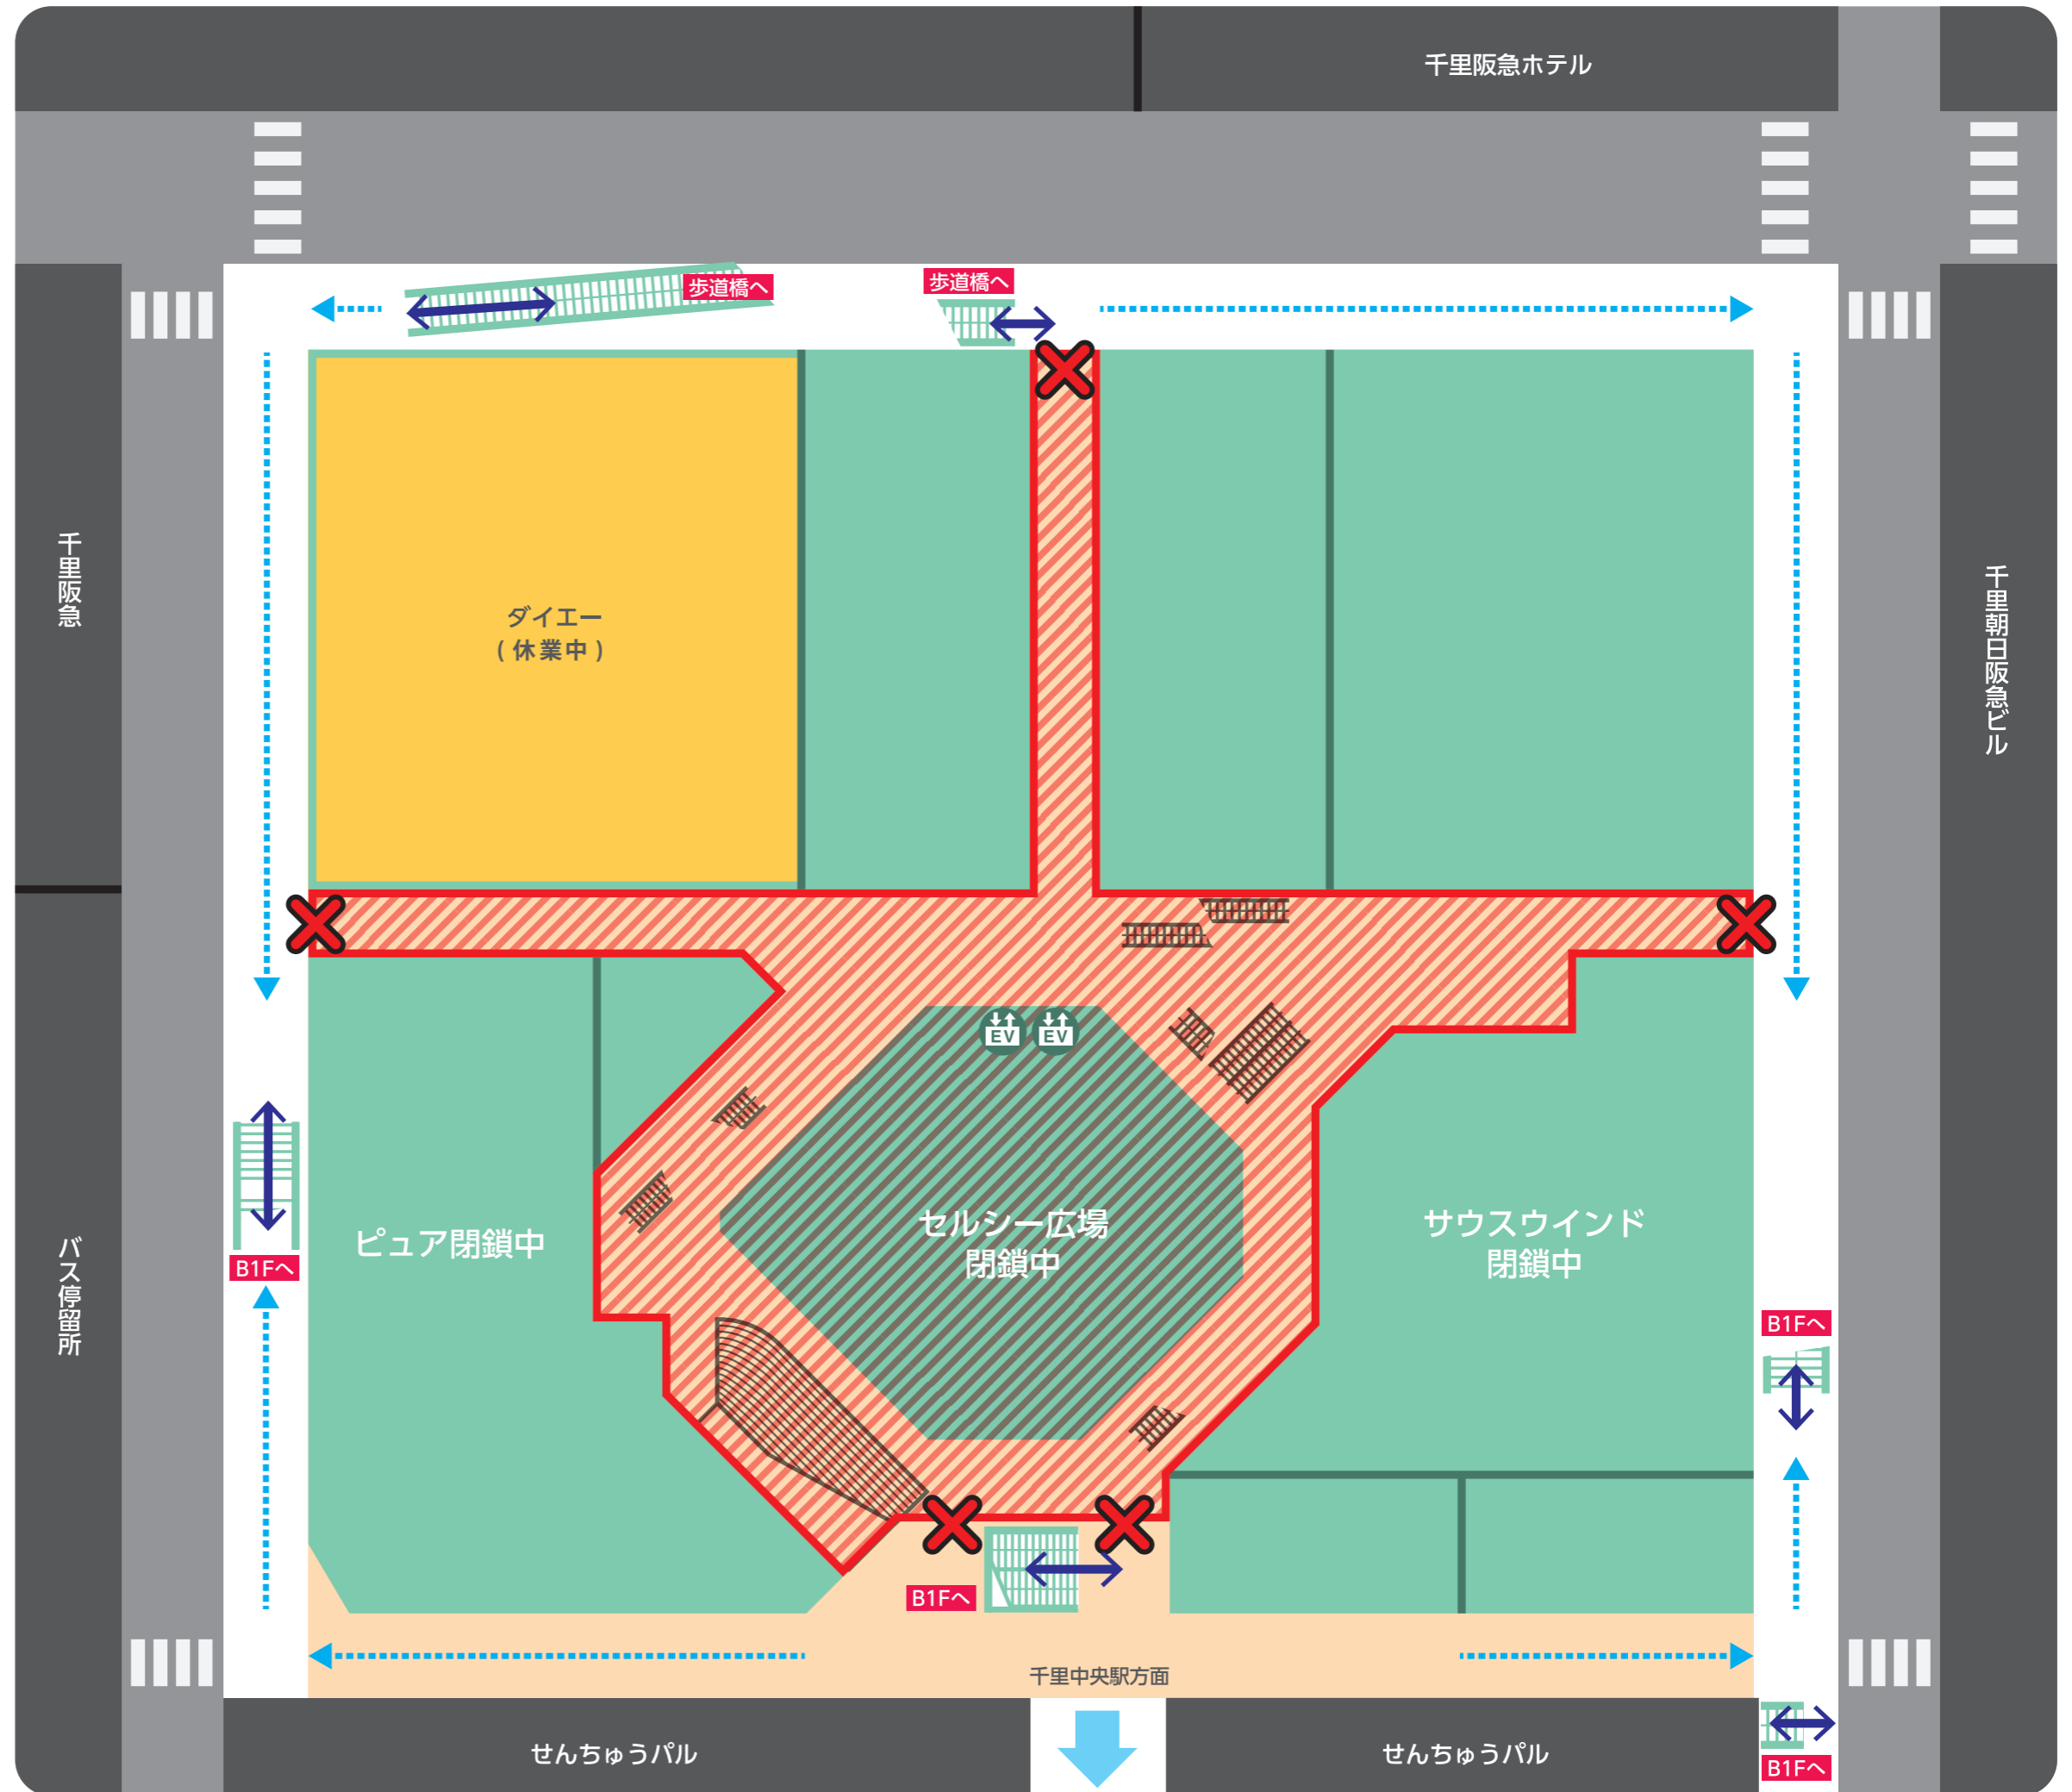 千里阪急ホテル
歩道橋へ
歩道橋へ
千里阪急
ダイエー
(休業中)
千里朝日阪急ビル
EV
EV
ピュア閉鎖中
セルシー広場
閉鎖中
サウスウインド
閉鎖中
バス停留所
B1Fへ
B1Fへ
B1Fへ
千里中央駅方面
せんちゅうパル
せんちゅうパル
B1Fへ